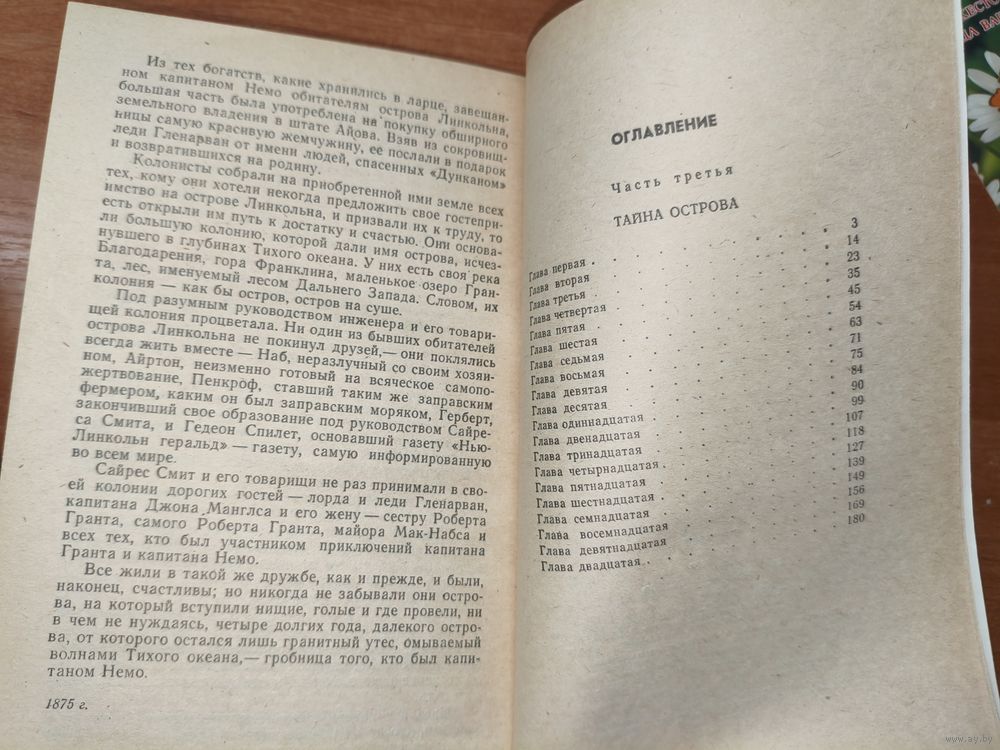 Из тех богатств, какие хранились в ларце, завещан-
ном капитаном Немо обитателям острова Линкольна,
большая часть была употреблена на покупку обширного
земельного владения в штате Айова. Взяв из сокровищ-
ницы самую красивую жемчужину, ее послали в подарок
леди Гленарван от имени людей, спасенных «Дунканом»
и возвратившихся на родину.
Колонисты собрали на приобретенной ими земле всех
тех, кому они хотели некогда предложить свое гостепри-
имство на острове Линкольна, и призвали их к труду, то
есть открыли им путь к достатку и счастью. Они основа-
ли большую колонию, которой дали имя острова, исчез-
нувшего в глубинах Тихого океана. У них есть своя река
Благодарения, гора Франклина, маленькое озеро Гран-
та, лес, именуемый лесом Дальнего Запада. Словом, их
колония — как бы остров, остров на суше.
Под разумным руководством инженера и его товари-
щей колония процветала. Ни один из бывших обитателей
острова Линкольна не покинул друзей,— они поклялись
всегда жить вместе — Наб, неразлучный со своим хозяи-
ном, Айртон, неизменно готовый на всяческое самопо-
жертвование, Пенкроф, ставший таким же заправским
фермером, каким он был заправским моряком, Герберт,
закончивший свое образование под руководством Сайре-
са Смита, и Гедеон Спилет, основавший газету «Нью-
Линкольн геральд» — газету, самую информированную
во всем мире.
Сайрес Смит и его товарищи не раз принимали в сво-
ей колонии дорогих гостей — лорда и леди Гленарван,
капитана Джона Манглса и его жену — сестру Роберта
Гранта, самого Роберта Гранта, майора Мак-Набса и
всех тех, кто был участником приключений капитана
Гранта и капитана Немо.
Все жили в такой же дружбе, как и прежде, и были,
наконец, счастливы; но никогда не забывали они остро-
ва, на который вступили нищие, голые и где провели, ни
в чем не нуждаясь, четыре долгих года, далекого остро-
ва, от которого остался лишь гранитный утес, омываемый
волнами Тихого океана,— гробница того, кто был капи-
таном Немо.
1875 г.
ОГЛАВЛЕНИЕ
Часть третья
ТАЙНА ОСТРОВА
Глава первая . 3
Глава вторая 14
Глава третья 23
Глава четвертая 35
Глава пятая 45
Глава шестая 54
Глава седьмая 63
Глава восьмая 71
Глава девятая 75
Глава десятая 84
Глава одиннадцатая 90
Глава двенадцатая 99
Глава тринадцатая 107
Глава четырнадцатая . 118
Глава пятнадцатая 127
Глава шестнадцатая 139
Глава семнадцатая 149
Глава восемнадцатая 156
Глава девятнадцатая 169
Глава двадцатая . 180
www.ay.by